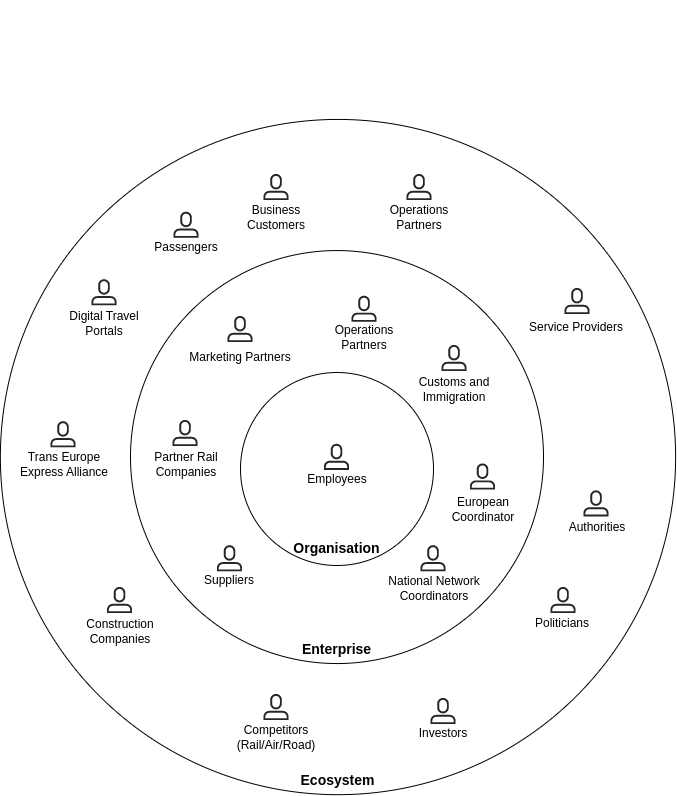 Business
Customers
Operations
Partners
Passengers
Digital Travel
Portals
Service Providers
Marketing Partners
Operations
Partners
Customs and
Immigration
Trans Europe
Express Alliance
Partner Rail
Companies
Employees
European
Coordinator
Authorities
Organisation
Suppliers
National Network
Coordinators
Construction
Companies
Politicians
Enterprise
Competitors
(Rail/Air/Road)
Investors
Ecosystem